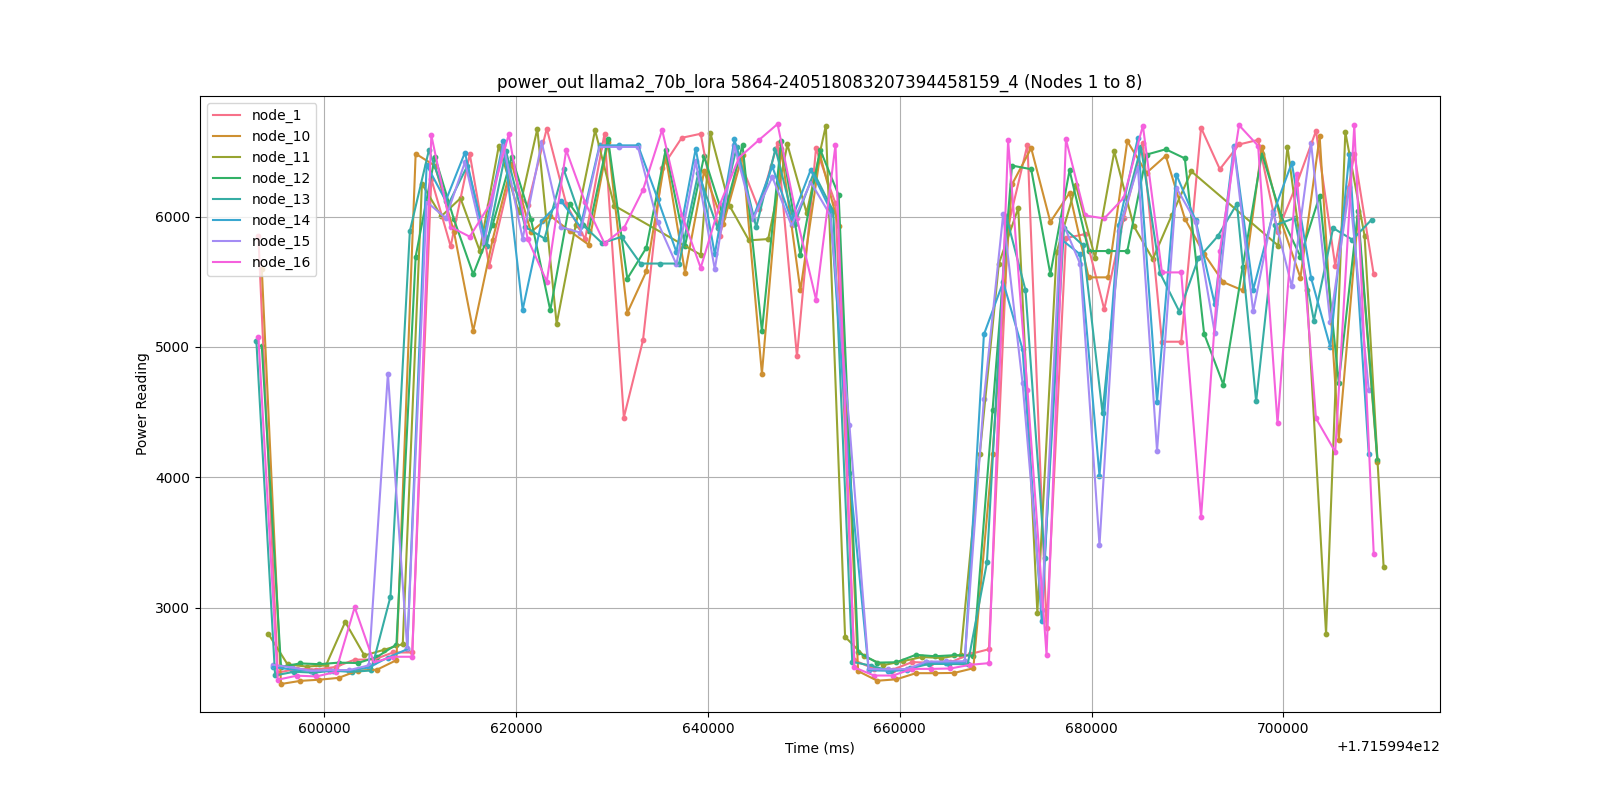 power_out llama2_70b_lora 5864-240518083207394458159_4 (Nodes 1 to 8)
node_1
node_10
node_11
node_12
node_13
node_14
node_15
node_16
Power Reading
6000
5000
4000
3000
600000 620000 640000 660000 680000 700000
Time (ms)
+1.715994e12